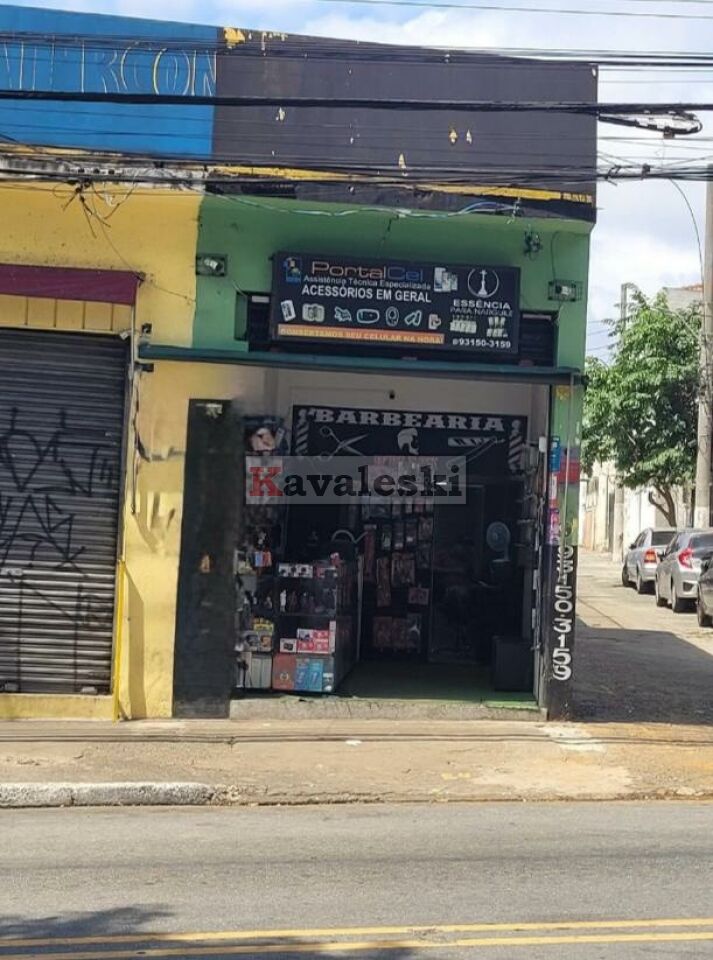 PortalCel
Assistência Técnica Especializada
ACESSÓRIOS EM GERAL
CONSERTAMOS SEU CELULAR NA HORA!
ESSÊNCIA
PARA NARGUILÉ
93150-3159
BARBEARIA
Kavaleski
93150-3159